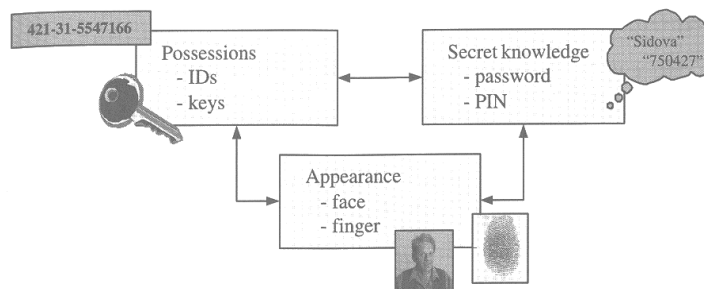 421-31-5547166
Possessions
- IDs
- keys
Secret knowledge
- password
- PIN
“Sidova”
“750427”
Appearance
- face
- finger